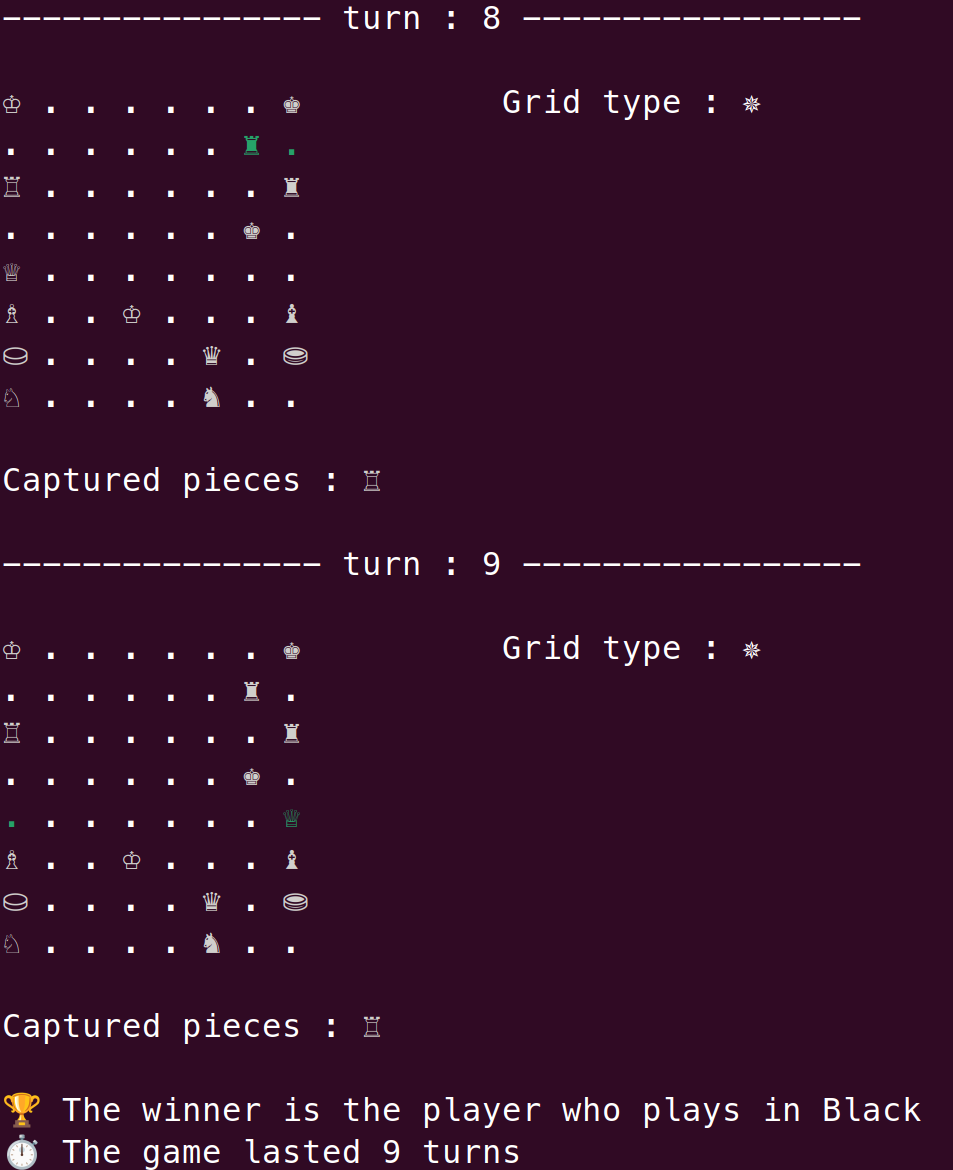 −−−−−−−−−−−−−−−− turn : 8 −−−−−−−−−−−−−−−−−
♔ . . . . . . ♚          Grid type : ✵
. . . . . . ♜ .
♖ . . . . . . ♜
. . . . . . ♚ .
♕ . . . . . . .
♗ . . ♔ . . . ♝
⛀ . . . . ♛ . ⛃
♘ . . . . ♞ . .
Captured pieces : ♖
−−−−−−−−−−−−−−−− turn : 9 −−−−−−−−−−−−−−−−−
♔ . . . . . . ♚          Grid type : ✵
. . . . . . ♜ .
♖ . . . . . . ♜
. . . . . . ♚ .
. . . . . . . ♕
♗ . . ♔ . . . ♝
⛀ . . . . ♛ . ⛃
♘ . . . . ♞ . .
Captured pieces : ♖
🏆 The winner is the player who plays in Black
⏱️ The game lasted 9 turns